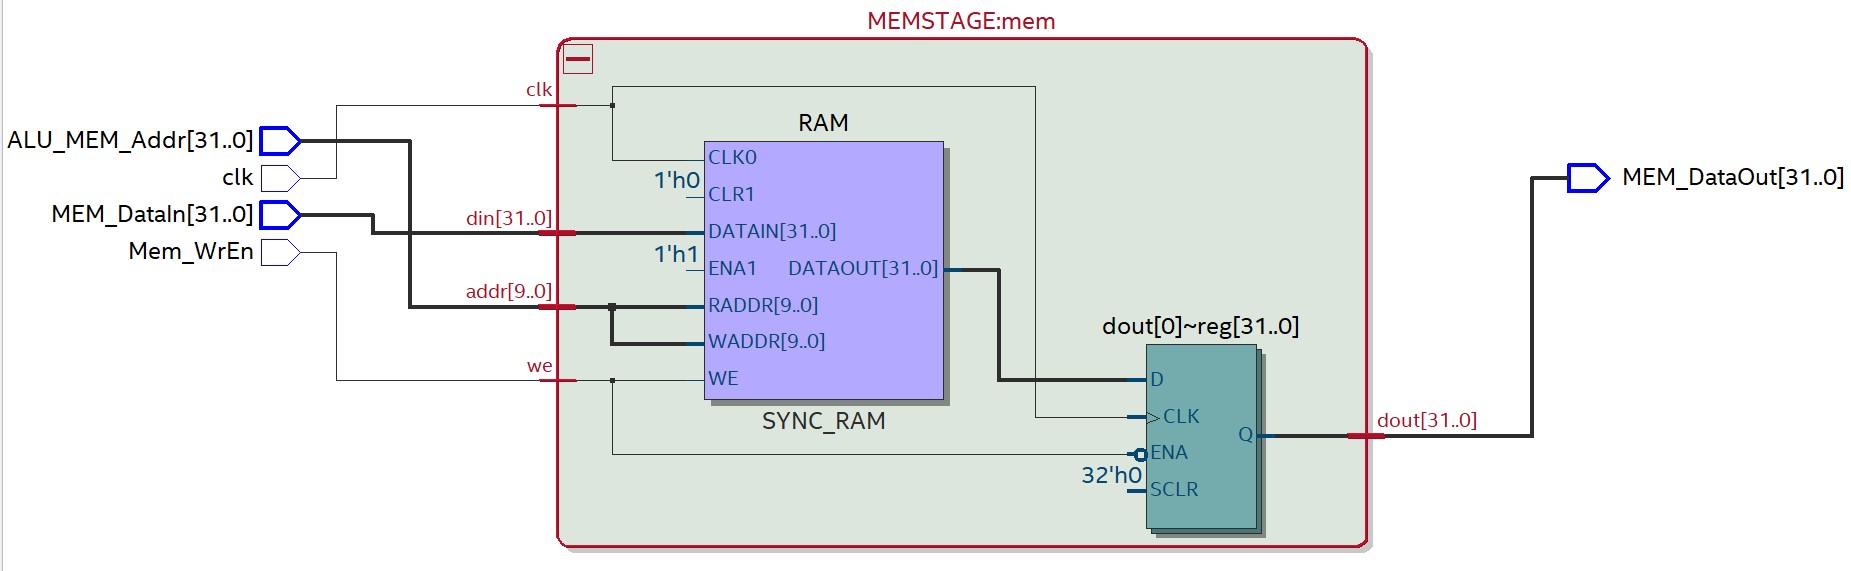 MEMSTAGE:mem
clk
ALU_MEM_Addr[31..0]
clk
MEM_DataIn[31..0]
Mem_WrEn
din[31..0]
addr[9..0]
we
RAM
CLK0
1'h0
CLR1
DATAIN[31..0]
1'h1
ENA1
DATAOUT[31..0]
RADDR[9..0]
WADDR[9..0]
WE
SYNC_RAM
dout[0]~reg[31..0]
D
CLK
ENA
32'h0
SCLR
Q
dout[31..0]
MEM_DataOut[31..0]